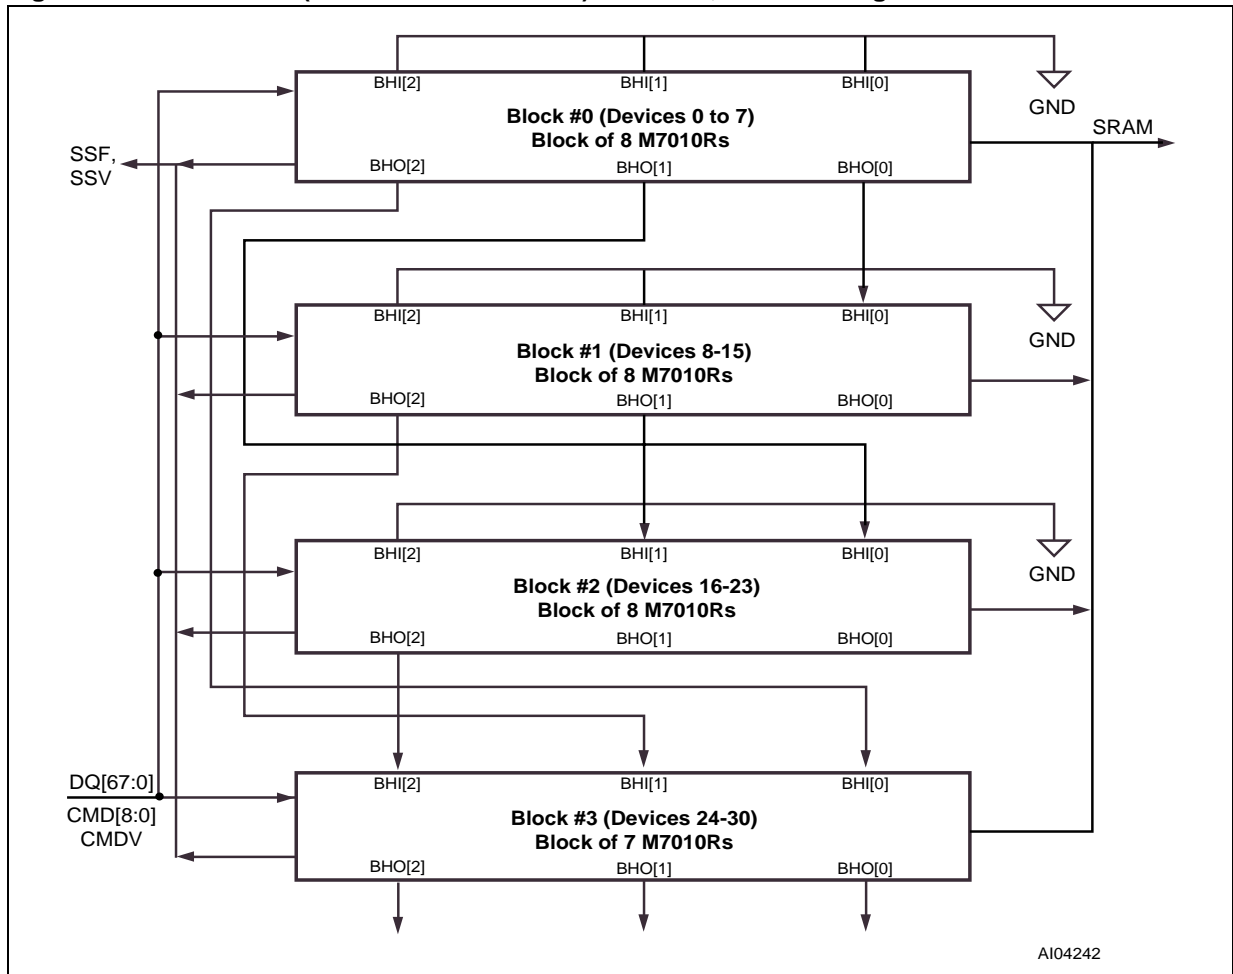 BHI[2] BHI[1] BHI[0]
GND
Block #0 (Devices 0 to 7)
Block of 8 M7010Rs
SRAM
SSF,
SSV
BHO[2] BHO[1] BHO[0]
BHI[2] BHI[1] BHI[0]
GND
Block #1 (Devices 8-15)
Block of 8 M7010Rs
BHO[2] BHO[1] BHO[0]
BHI[2] BHI[1] BHI[0]
GND
Block #2 (Devices 16-23)
Block of 8 M7010Rs
BHO[2] BHO[1] BHO[0]
DQ[67:0]
CMD[8:0]
CMDV
BHI[2] BHI[1] BHI[0]
Block #3 (Devices 24-30)
Block of 7 M7010Rs
BHO[2] BHO[1] BHO[0]
AI04242